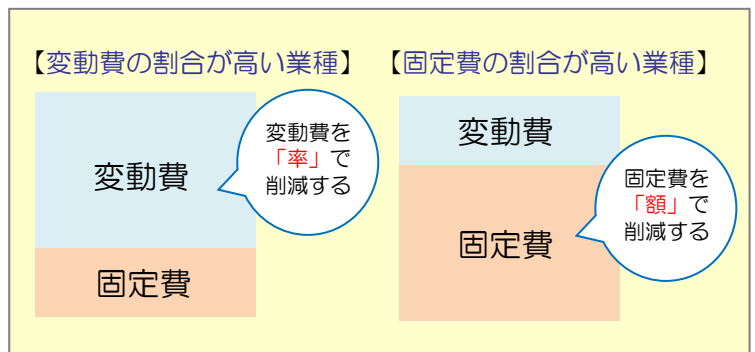 【変動費の割合が高い業種】
変動費
変動費を
「率」で
削減する
固定費
【固定費の割合が高い業種】
変動費
固定費
固定費を
「額」で
削減する